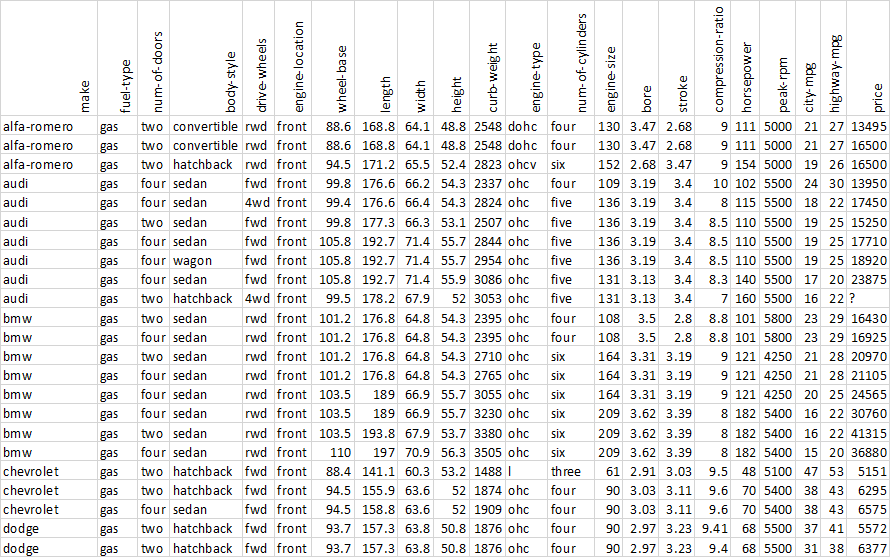 make fuel-type num-of-doors body-style drive-wheels engine-location wheel-base length width height curb-weight engine-type num-of-cylinders engine-size bore stroke compression-ratio horsepower peak-rpm city-mpg highway-mpg price
alfa-romero gas two convertible rwd front 88.6 168.8 64.1 48.8 2548 dohc four 130 3.47 2.68 9 111 5000 21 27 13495
alfa-romero gas two convertible rwd front 88.6 168.8 64.1 48.8 2548 dohc four 130 3.47 2.68 9 111 5000 21 27 16500
alfa-romero gas two hatchback rwd front 94.5 171.2 65.5 52.4 2823 ohcv six 152 2.68 3.47 9 154 5000 19 26 16500
audi gas four sedan fwd front 99.8 176.6 66.2 54.3 2337 ohc four 109 3.19 3.4 10 102 5500 24 30 13950
audi gas four sedan 4wd front 99.4 176.6 66.4 54.3 2824 ohc five 136 3.19 3.4 8 115 5500 18 22 17450
audi gas two sedan fwd front 99.8 177.3 66.3 53.1 2507 ohc five 136 3.19 3.4 8.5 110 5500 19 25 15250
audi gas four sedan fwd front 105.8 192.7 71.4 55.7 2844 ohc five 136 3.19 3.4 8.5 110 5500 19 25 17710
audi gas four wagon fwd front 105.8 192.7 71.4 55.7 2954 ohc five 136 3.19 3.4 8.5 110 5500 19 25 18920
audi gas four sedan fwd front 105.8 192.7 71.4 55.9 3086 ohc five 131 3.13 3.4 8.3 140 5500 17 20 23875
audi gas two hatchback 4wd front 99.5 178.2 67.9 52 3053 ohc five 131 3.13 3.4 7 160 5500 16 22 ?
bmw gas two sedan rwd front 101.2 176.8 64.8 54.3 2395 ohc four 108 3.5 2.8 8.8 101 5800 23 29 16430
bmw gas four sedan rwd front 101.2 176.8 64.8 54.3 2395 ohc four 108 3.5 2.8 8.8 101 5800 23 29 16925
bmw gas two sedan rwd front 101.2 176.8 64.8 54.3 2710 ohc six 164 3.31 3.19 9 121 4250 21 28 20970
bmw gas four sedan rwd front 101.2 176.8 64.8 54.3 2765 ohc six 164 3.31 3.19 9 121 4250 21 28 21105
bmw gas four sedan rwd front 103.5 189 66.9 55.7 3055 ohc six 164 3.31 3.19 9 121 4250 20 25 24565
bmw gas four sedan rwd front 103.5 189 66.9 55.7 3230 ohc six 209 3.62 3.39 8 182 5400 16 22 30760
bmw gas two sedan rwd front 103.5 193.8 67.9 53.7 3380 ohc six 209 3.62 3.39 8 182 5400 16 22 41315
bmw gas four sedan rwd front 110 197 70.9 56.3 3505 ohc six 209 3.62 3.39 8 182 5400 15 20 36880
chevrolet gas two hatchback fwd front 88.4 141.1 60.3 53.2 1488 l three 61 2.91 3.03 9.5 48 5100 47 53 5151
chevrolet gas two hatchback fwd front 94.5 155.9 63.6 52 1874 ohc four 90 3.03 3.11 9.6 70 5400 38 43 6295
chevrolet gas four sedan fwd front 94.5 158.8 63.6 52 1909 ohc four 90 3.03 3.11 9.6 70 5400 38 43 6575
dodge gas two hatchback fwd front 93.7 157.3 63.8 50.8 1876 ohc four 90 2.97 3.23 9.41 68 5500 37 41 5572
dodge gas two hatchback fwd front 93.7 157.3 63.8 50.8 1876 ohc four 90 2.97 3.23 9.4 68 5500 31 38 6377